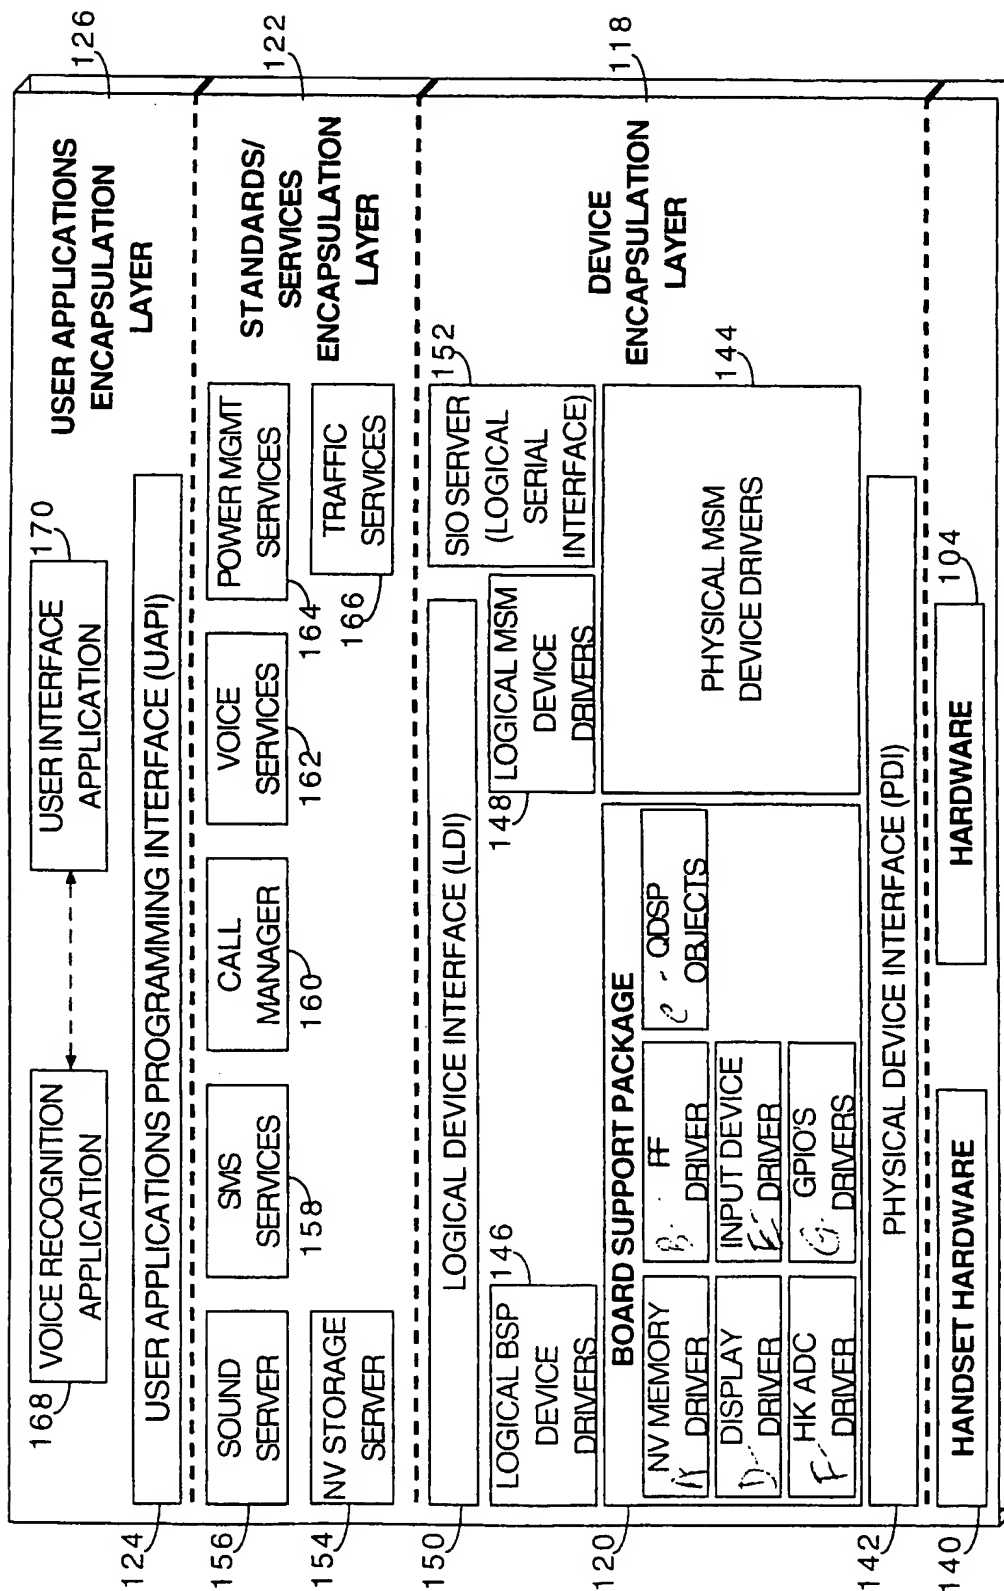 126
USER APPLICATIONS
ENCAPSULATION
LAYER
168
VOICE RECOGNITION
APPLICATION
170
USER INTERFACE
APPLICATION
124
USER APPLICATIONS PROGRAMMING INTERFACE (UAPI)
122
STANDARDS/
SERVICES
ENCAPSULATION
LAYER
156
SOUND
SERVER
SMS
SERVICES
158
CALL
MANAGER
160
VOICE
SERVICES
162
POWER MGMT
SERVICES
164
154
NV STORAGE
SERVER
TRAFFIC
SERVICES
166
118
DEVICE
ENCAPSULATION
LAYER
150
LOGICAL DEVICE INTERFACE (LDI)
152
SIO SERVER
(LOGICAL
SERIAL
INTERFACE)
146
LOGICAL BSP
DEVICE
DRIVERS
148
LOGICAL MSM
DEVICE
DRIVERS
120
BOARD SUPPORT PACKAGE
NV MEMORY
A DRIVER
B. RF
DRIVER
C - QDSP
OBJECTS
DISPLAY
D- DRIVER
INPUT DEVICE
E. DRIVER
F- HK ADC
DRIVER
G. GPIO'S
DRIVERS
144
PHYSICAL MSM
DEVICE DRIVERS
142
PHYSICAL DEVICE INTERFACE (PDI)
140
HANDSET HARDWARE
104
HARDWARE